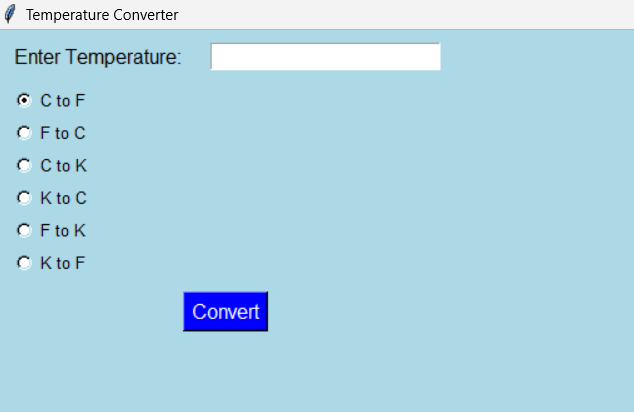 Temperature Converter
Enter Temperature:
C to F
F to C
C to K
K to C
F to K
K to F
Convert